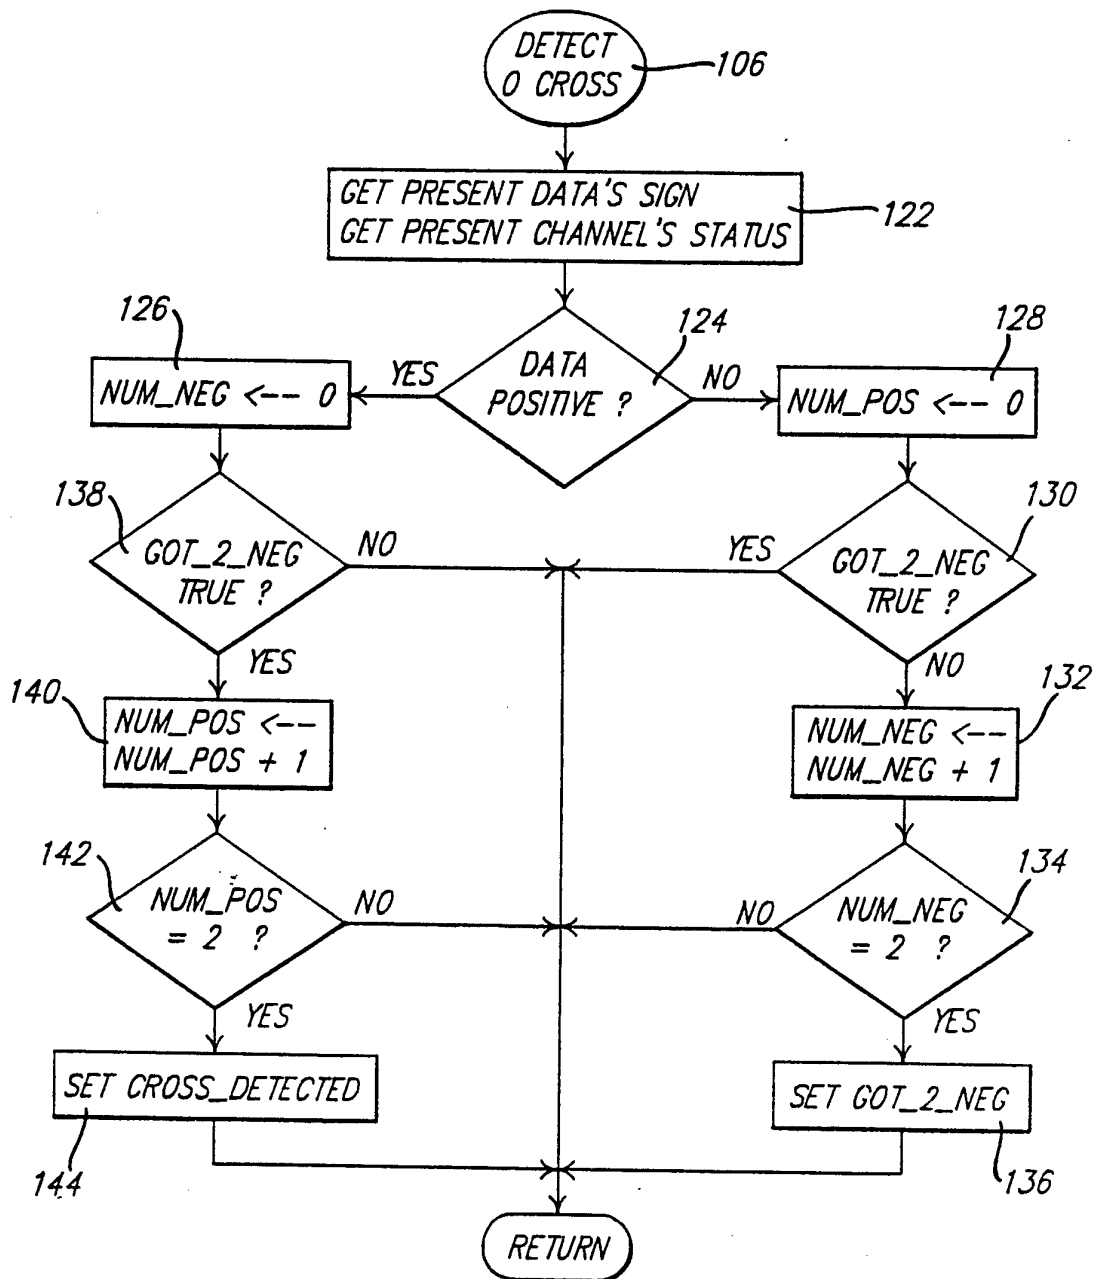 DETECT
0 CROSS
106
GET PRESENT DATA'S SIGN
GET PRESENT CHANNEL'S STATUS
122
126
124
128
DATA
POSITIVE ?
YES
NO
NUM_NEG <-- 0
NUM_POS <-- 0
138
130
GOT_2_NEG
TRUE ?
NO
YES
GOT_2_NEG
TRUE ?
YES
NO
140
132
NUM_POS <--
NUM_POS + 1
NUM_NEG <--
NUM_NEG + 1
142
134
NUM_POS
= 2 ?
NO
NO
NUM_NEG
= 2 ?
YES
YES
SET CROSS_DETECTED
SET GOT_2_NEG
144
136
RETURN